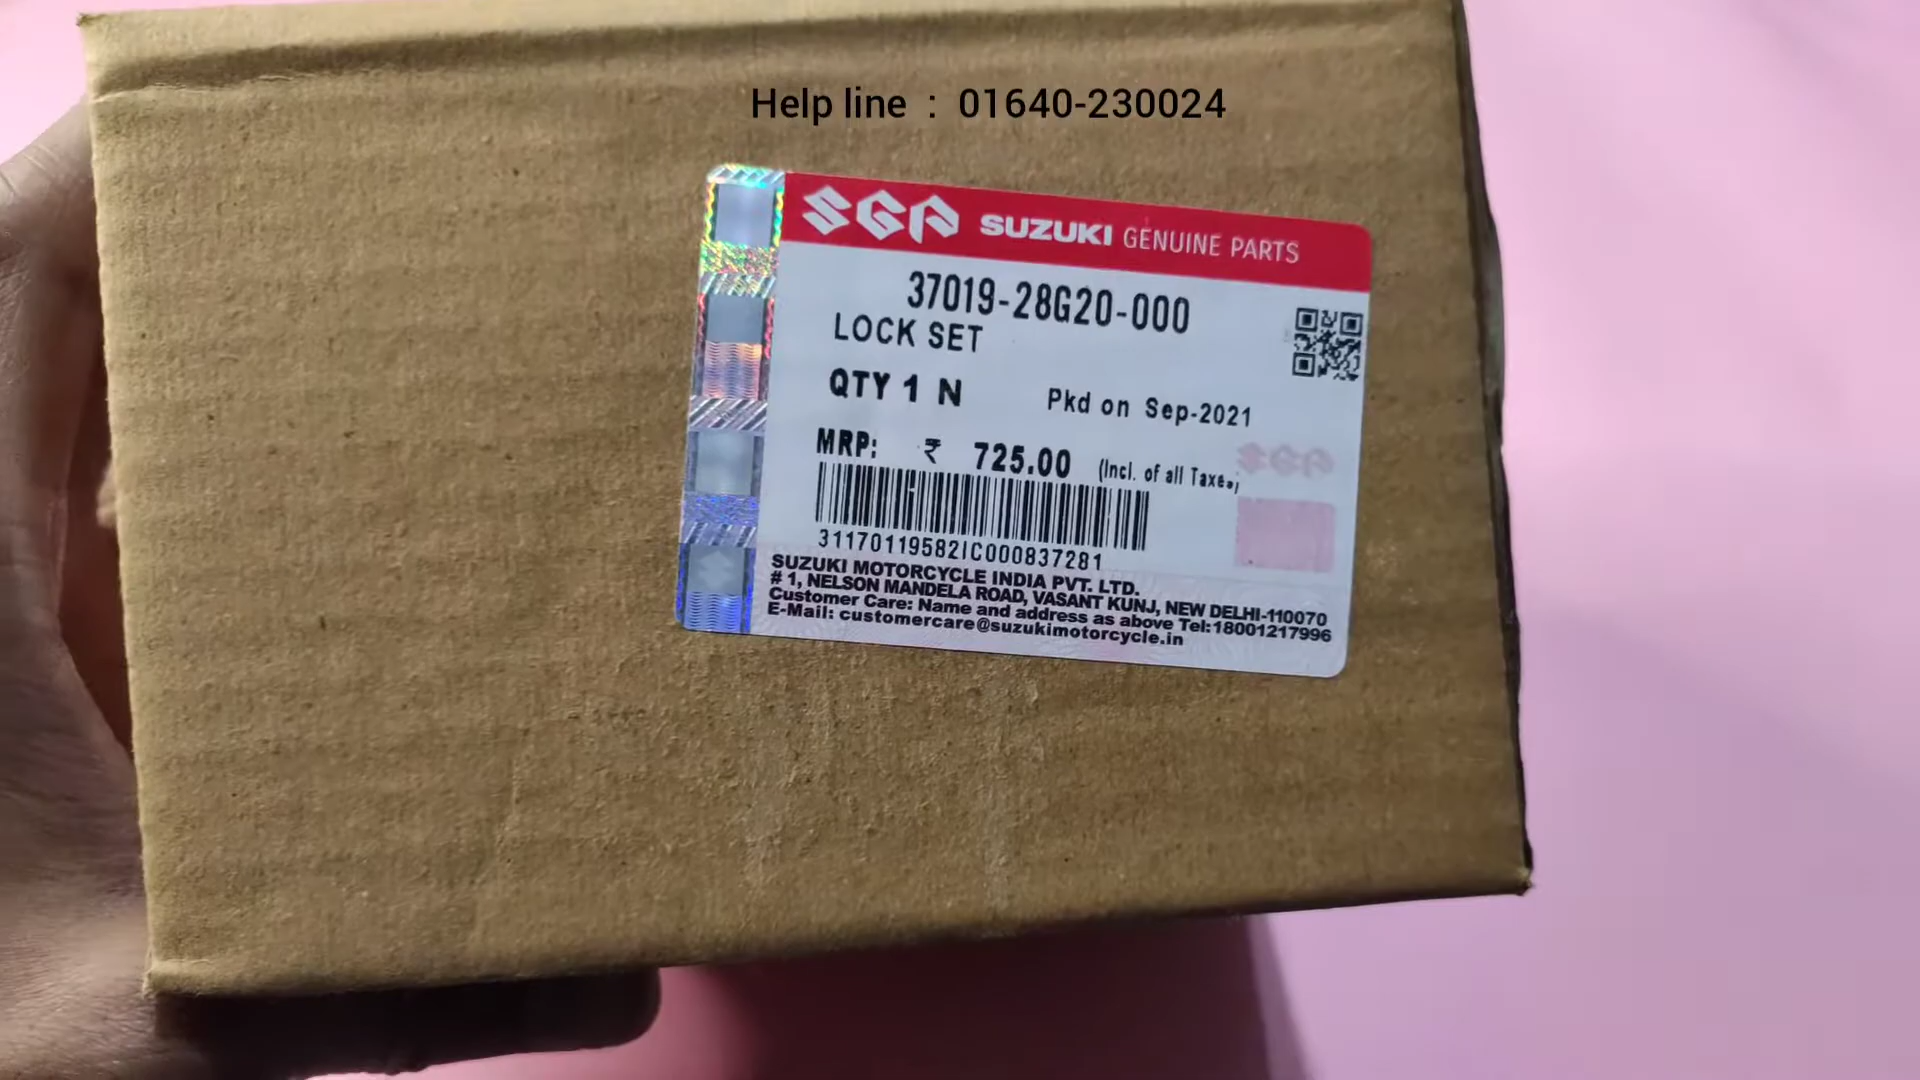 Help line : 01640-230024
SGP SUZUKI GENUINE PARTS
37019-28G20-000
LOCK SET
QTY 1 N Pkd on Sep-2021
MRP: ₹ 725.00 (Incl. of all Taxes)
31170119582IC000837281
SUZUKI MOTORCYCLE INDIA PVT. LTD.
# 1, NELSON MANDELA ROAD, VASANT KUNJ, NEW DELHI-110070
Customer Care: Name and address as above Tel:18001217996
E-Mail: customercare@suzukimotorcycle.in
SGP